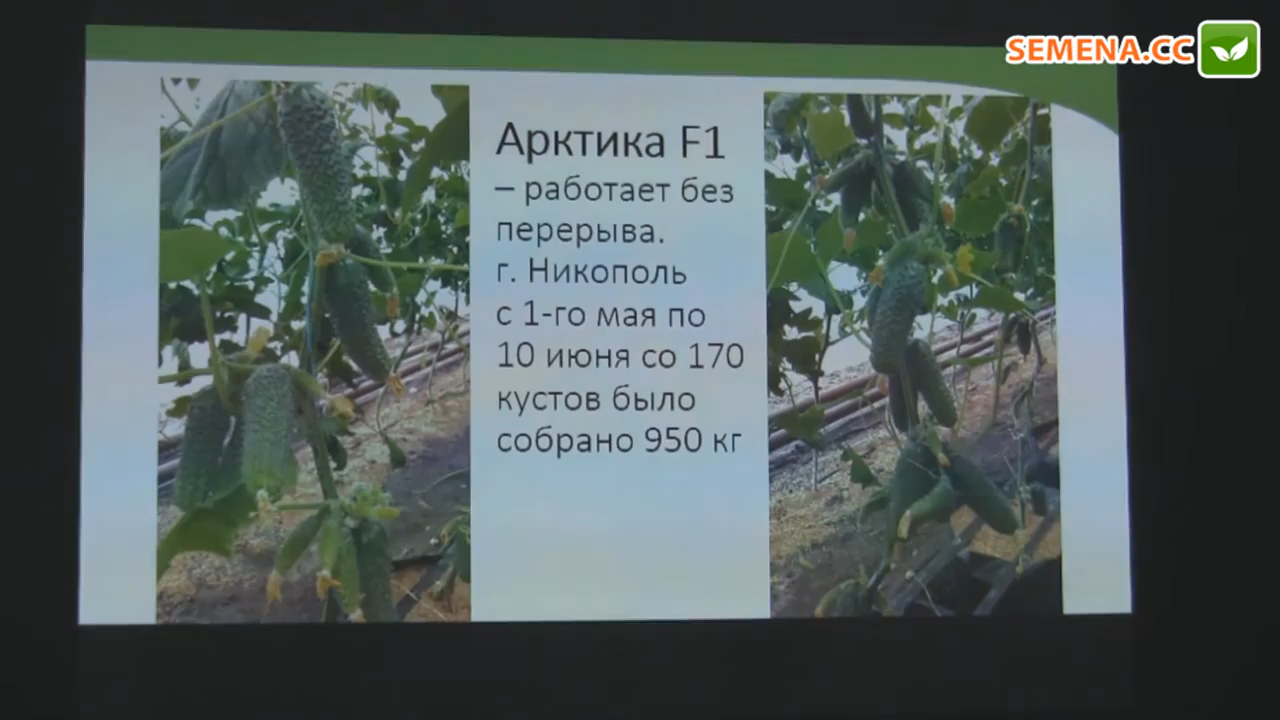 SEMENA.CC
Арктика F1
– работает без
перерыва.
г. Никополь
с 1-го мая по
10 июня со 170
кустов было
собрано 950 кг